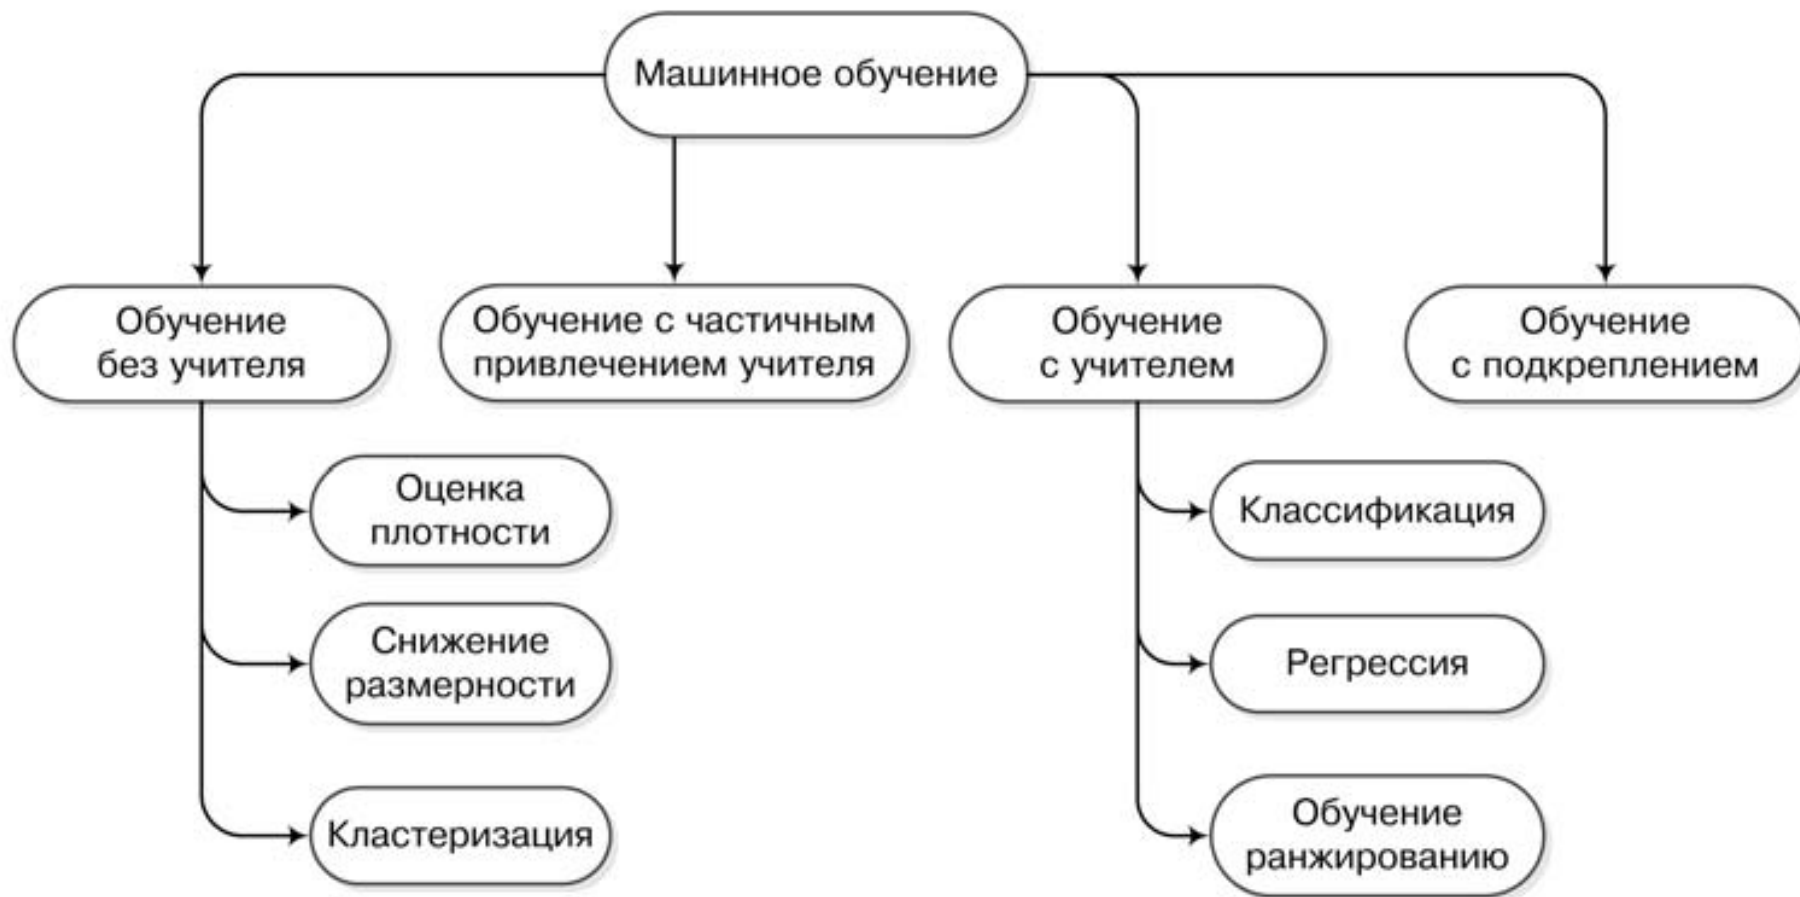 Машинное обучение
Обучение
без учителя
Обучение с частичным
привлечением учителя
Обучение
с учителем
Обучение
с подкреплением
Оценка
плотности
Снижение
размерности
Кластеризация
Классификация
Регрессия
Обучение
ранжированию